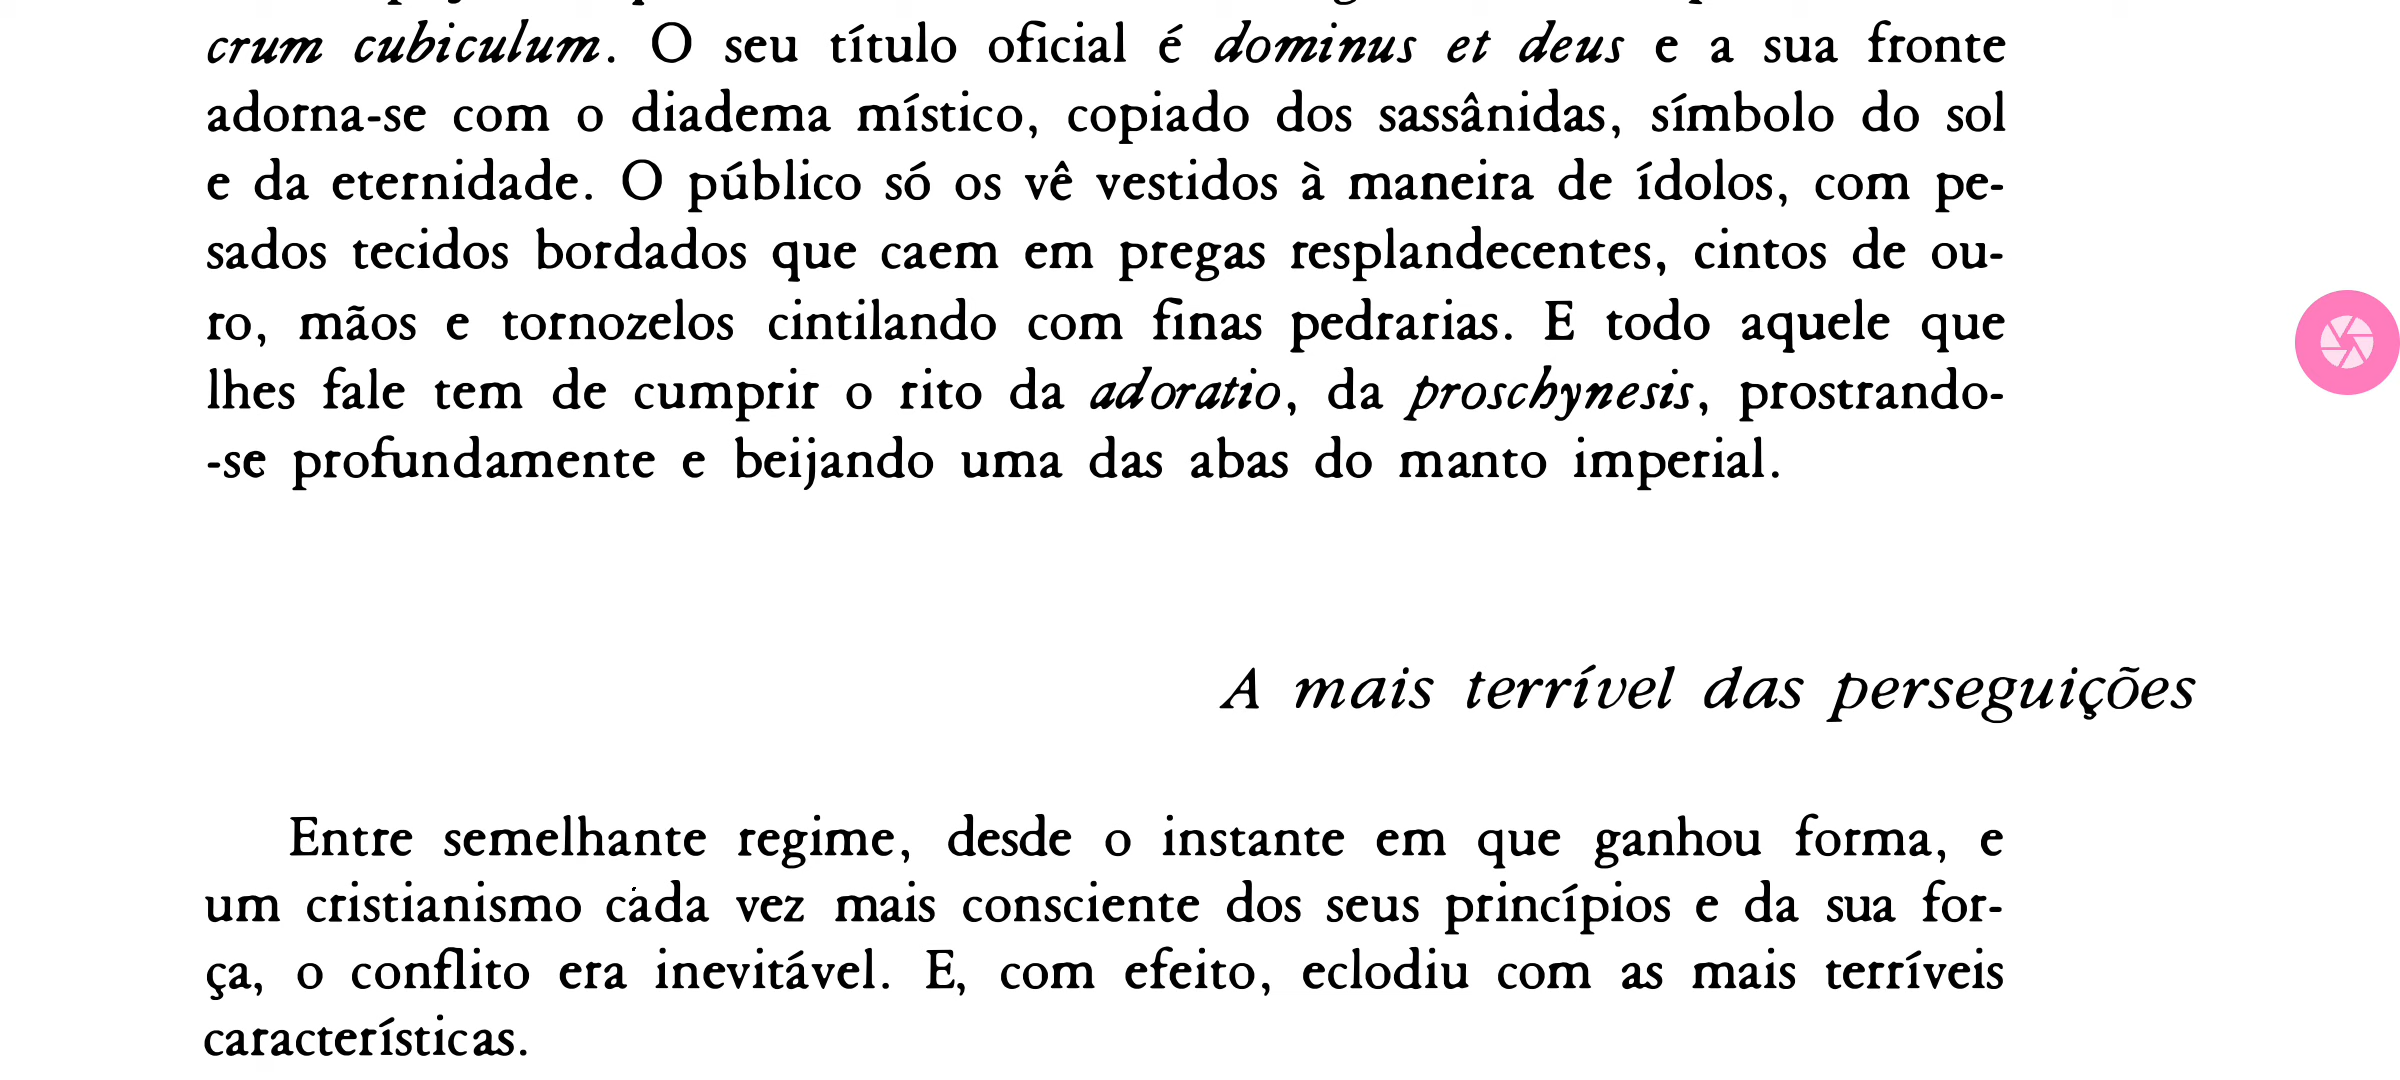 crum cubiculum. O seu título oficial é dominus et deus e a sua fronte
adorna-se com o diadema místico, copiado dos sassânidas, símbolo do sol
e da eternidade. O público só os vê vestidos à maneira de ídolos, com pe-
sados tecidos bordados que caem em pregas resplandecentes, cintos de ou-
ro, mãos e tornozelos cintilando com finas pedrarias. E todo aquele que
lhes fale tem de cumprir o rito da adoratio, da proschynesis, prostrando-
-se profundamente e beijando uma das abas do manto imperial.
A mais terrível das perseguições
Entre semelhante regime, desde o instante em que ganhou forma, e
um cristianismo cada vez mais consciente dos seus princípios e da sua for-
ça, o conflito era inevitável. E, com efeito, eclodiu com as mais terríveis
características.